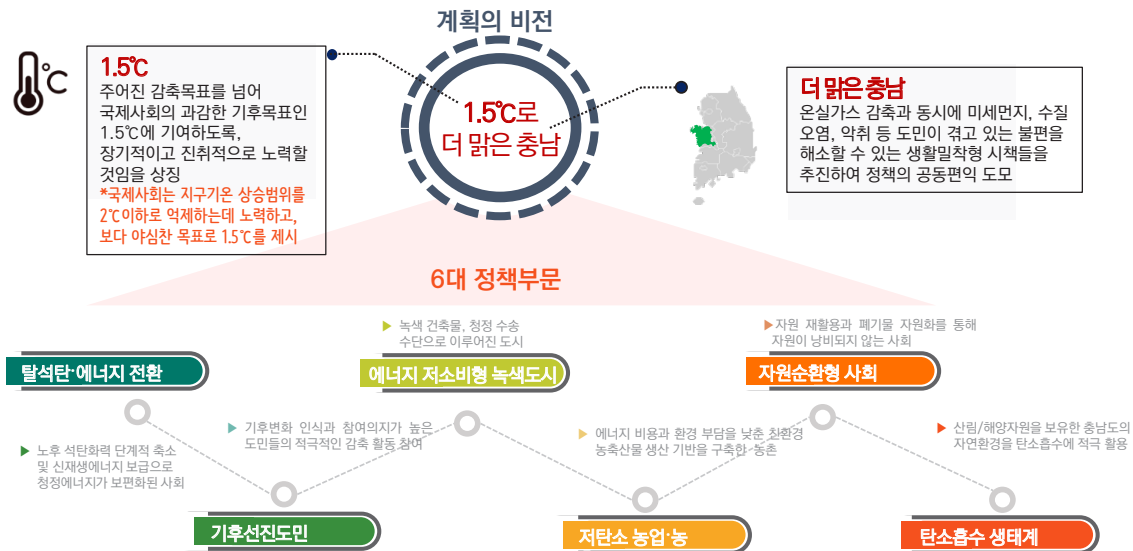 계획의 비전
℃
1.5℃
주어진 감축목표를 넘어
국제사회의 과감한 기후목표인
1.5℃에 기여하도록,
장기적이고 진취적으로 노력할
것임을 상징
*국제사회는 지구기온 상승범위를
2℃이하로 억제하는데 노력하고,
보다 야심찬 목표로 1.5℃를 제시
1.5℃로
더 맑은 충남
더 맑은 충남
온실가스 감축과 동시에 미세먼지, 수질
오염, 악취 등 도민이 겪고 있는 불편을
해소할 수 있는 생활밀착형 시책들을
추진하여 정책의 공동편익 도모
6대 정책부문
▶ 녹색 건축물, 청정 수송
수단으로 이루어진 도시
▶자원 재활용과 폐기물 자원화를 통해
자원이 낭비되지 않는 사회
탈석탄·에너지 전환
에너지 저소비형 녹색도시
자원순환형 사회
▶ 노후 석탄화력 단계적 축소
및 신재생에너지 보급으로
청정에너지가 보편화된 사회
▶ 기후변화 인식과 참여의지가 높은
도민들의 적극적인 감축 활동 참여
▶ 에너지 비용과 환경 부담을 낮춘 친환경
농축산물 생산 기반을 구축한 농촌
▶ 산림/해양자원을 보유한 충남도의
자연환경을 탄소흡수에 적극 활용
기후선진도민
저탄소 농업·농
탄소흡수 생태계